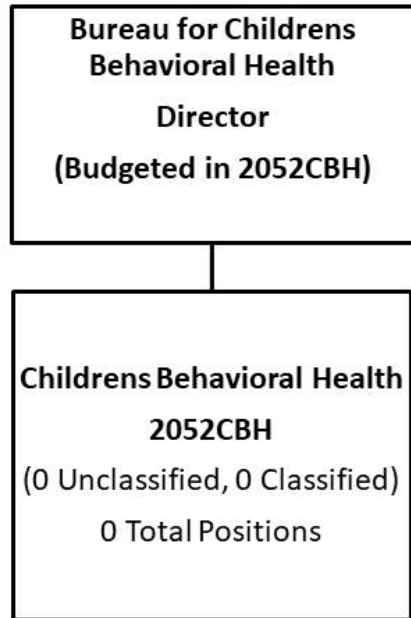 Bureau for Childrens
Behavioral Health
Director
(Budgeted in 2052CBH)
Childrens Behavioral Health
2052CBH
(0 Unclassified, 0 Classified)
0 Total Positions